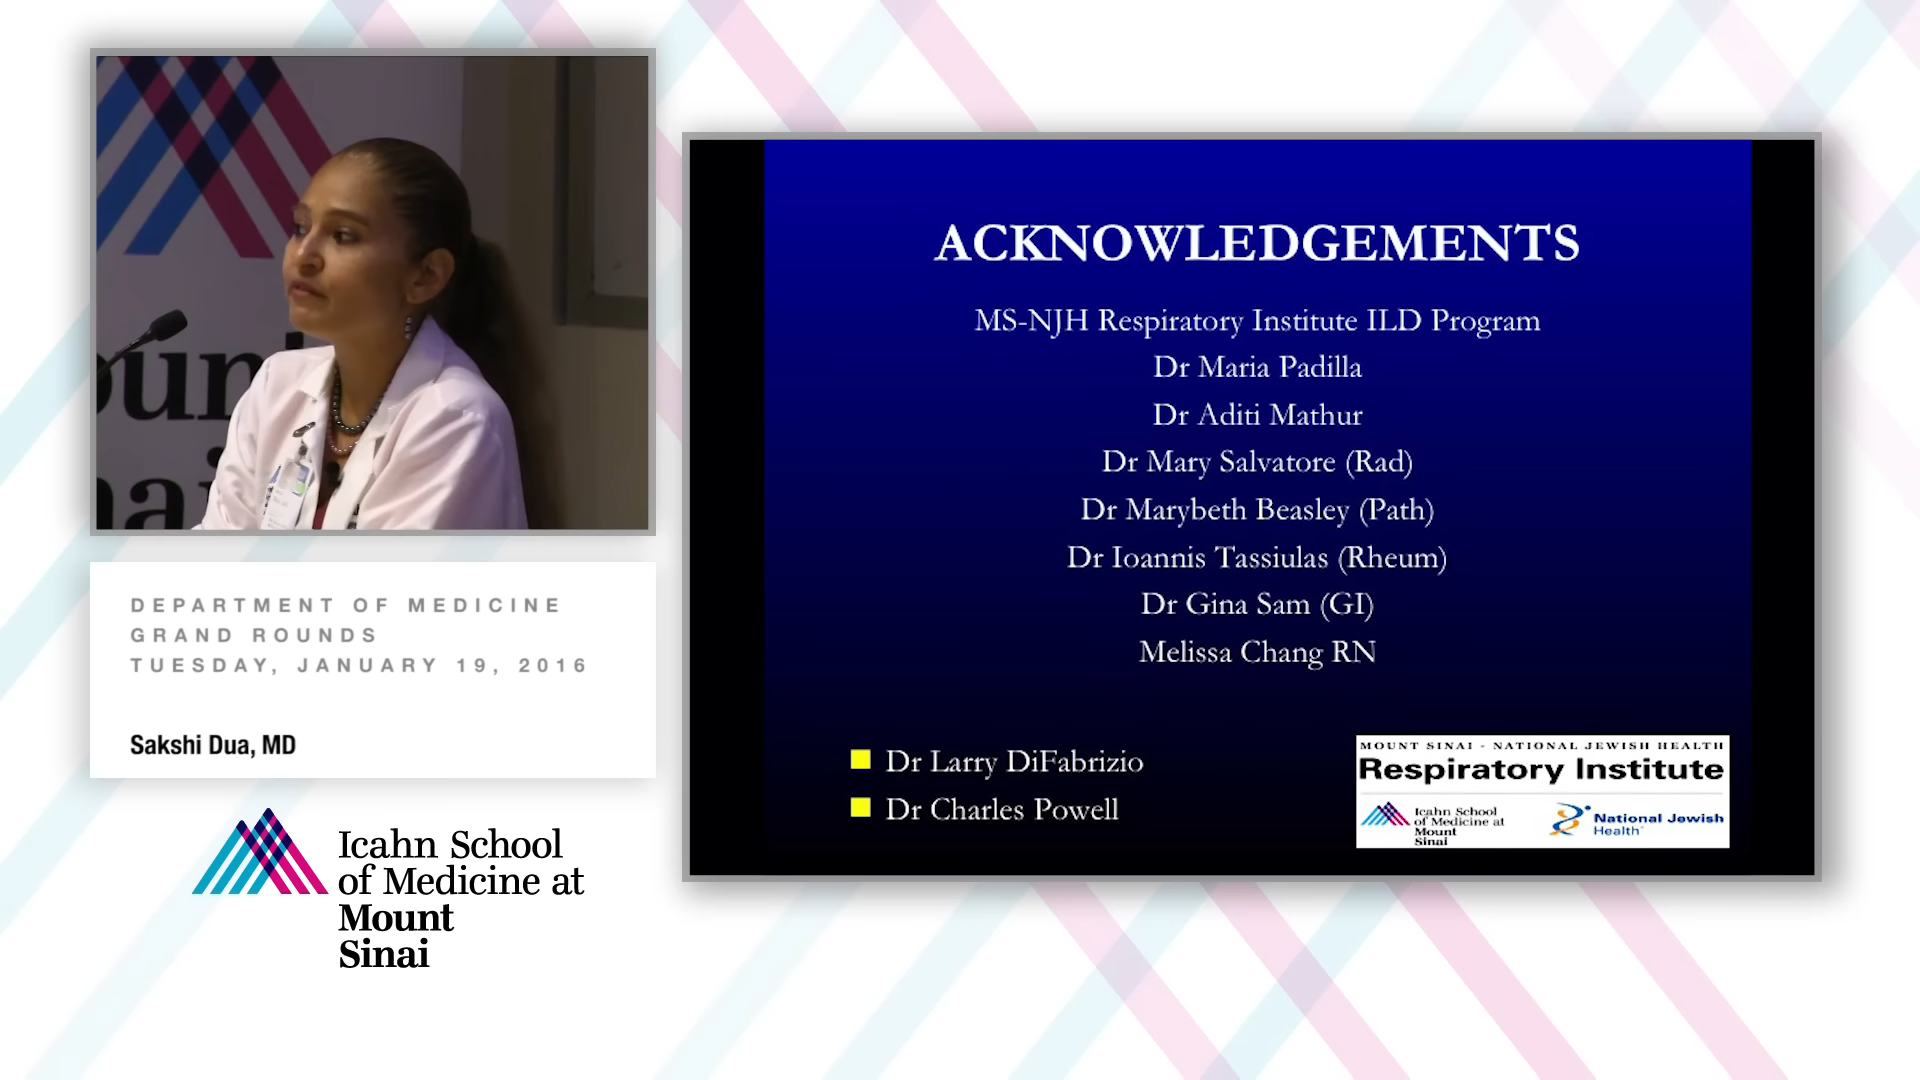 DEPARTMENT OF MEDICINE
GRAND ROUNDS
TUESDAY, JANUARY 19, 2016
Sakshi Dua, MD
Icahn School
of Medicine at
Mount
Sinai
ACKNOWLEDGEMENTS
MS-NJH Respiratory Institute ILD Program
Dr Maria Padilla
Dr Aditi Mathur
Dr Mary Salvatore (Rad)
Dr Marybeth Beasley (Path)
Dr Ioannis Tassiulas (Rheum)
Dr Gina Sam (GI)
Melissa Chang RN
Dr Larry DiFabrizio
Dr Charles Powell
MOUNT SINAI - NATIONAL JEWISH HEALTH
Respiratory Institute
Icahn School
of Medicine at
Mount
Sinai
National Jewish
Health